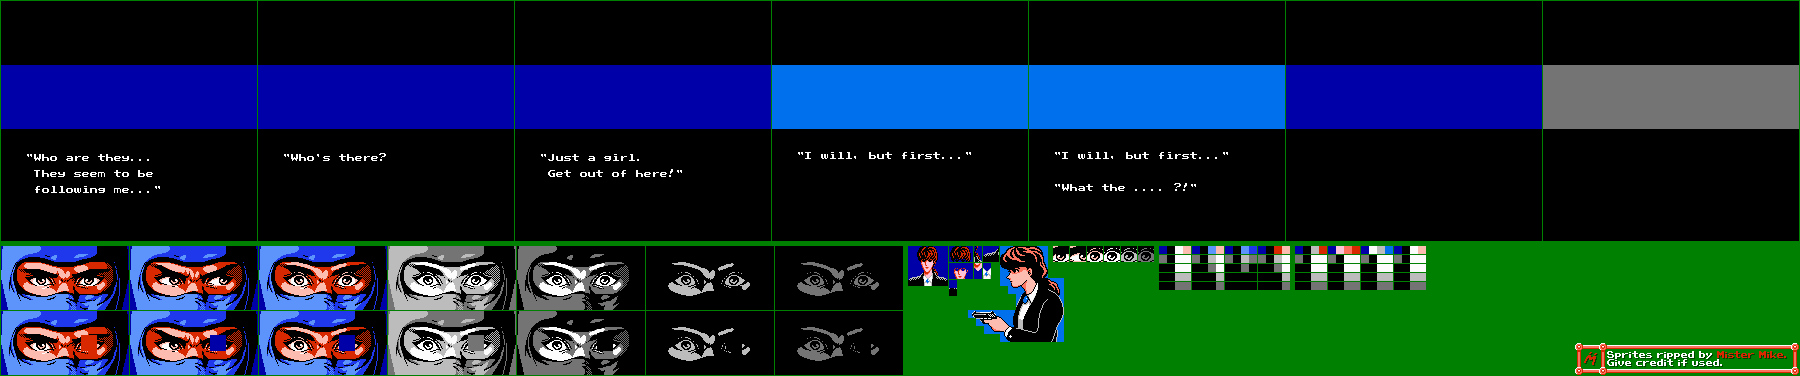 "Who are they...
They seem to be
following me..."
"Who's there?
"Just a girl.
Get out of here!"
"I will, but first..."
"I will, but first..."
"What the .... ?!"
Sprites ripped by Mister Mike.
Give credit if used.